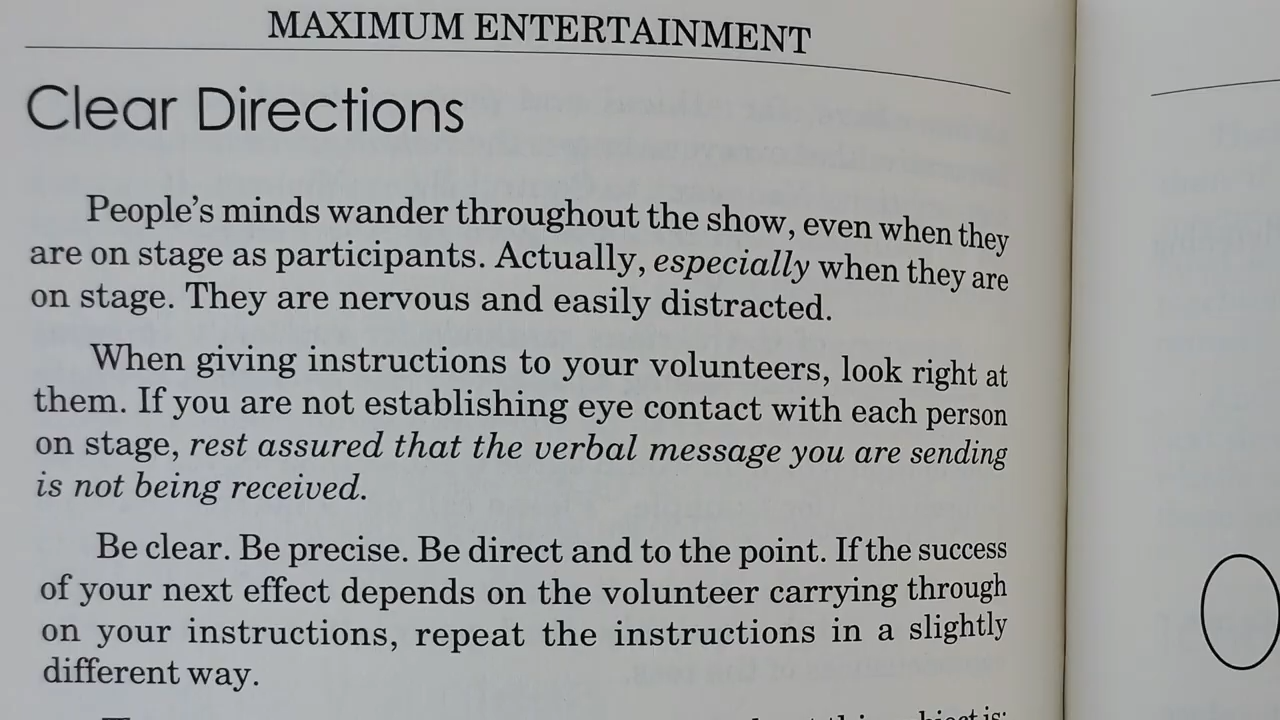 MAXIMUM ENTERTAINMENT
Clear Directions
People's minds wander throughout the show, even when they
are on stage as participants. Actually, especially when they are
on stage. They are nervous and easily distracted.
When giving instructions to your volunteers, look right at
them. If you are not establishing eye contact with each person
on stage, rest assured that the verbal message you are sending
is not being received.
Be clear. Be precise. Be direct and to the point. If the success
of your next effect depends on the volunteer carrying through
on your instructions, repeat the instructions in a slightly
different way.